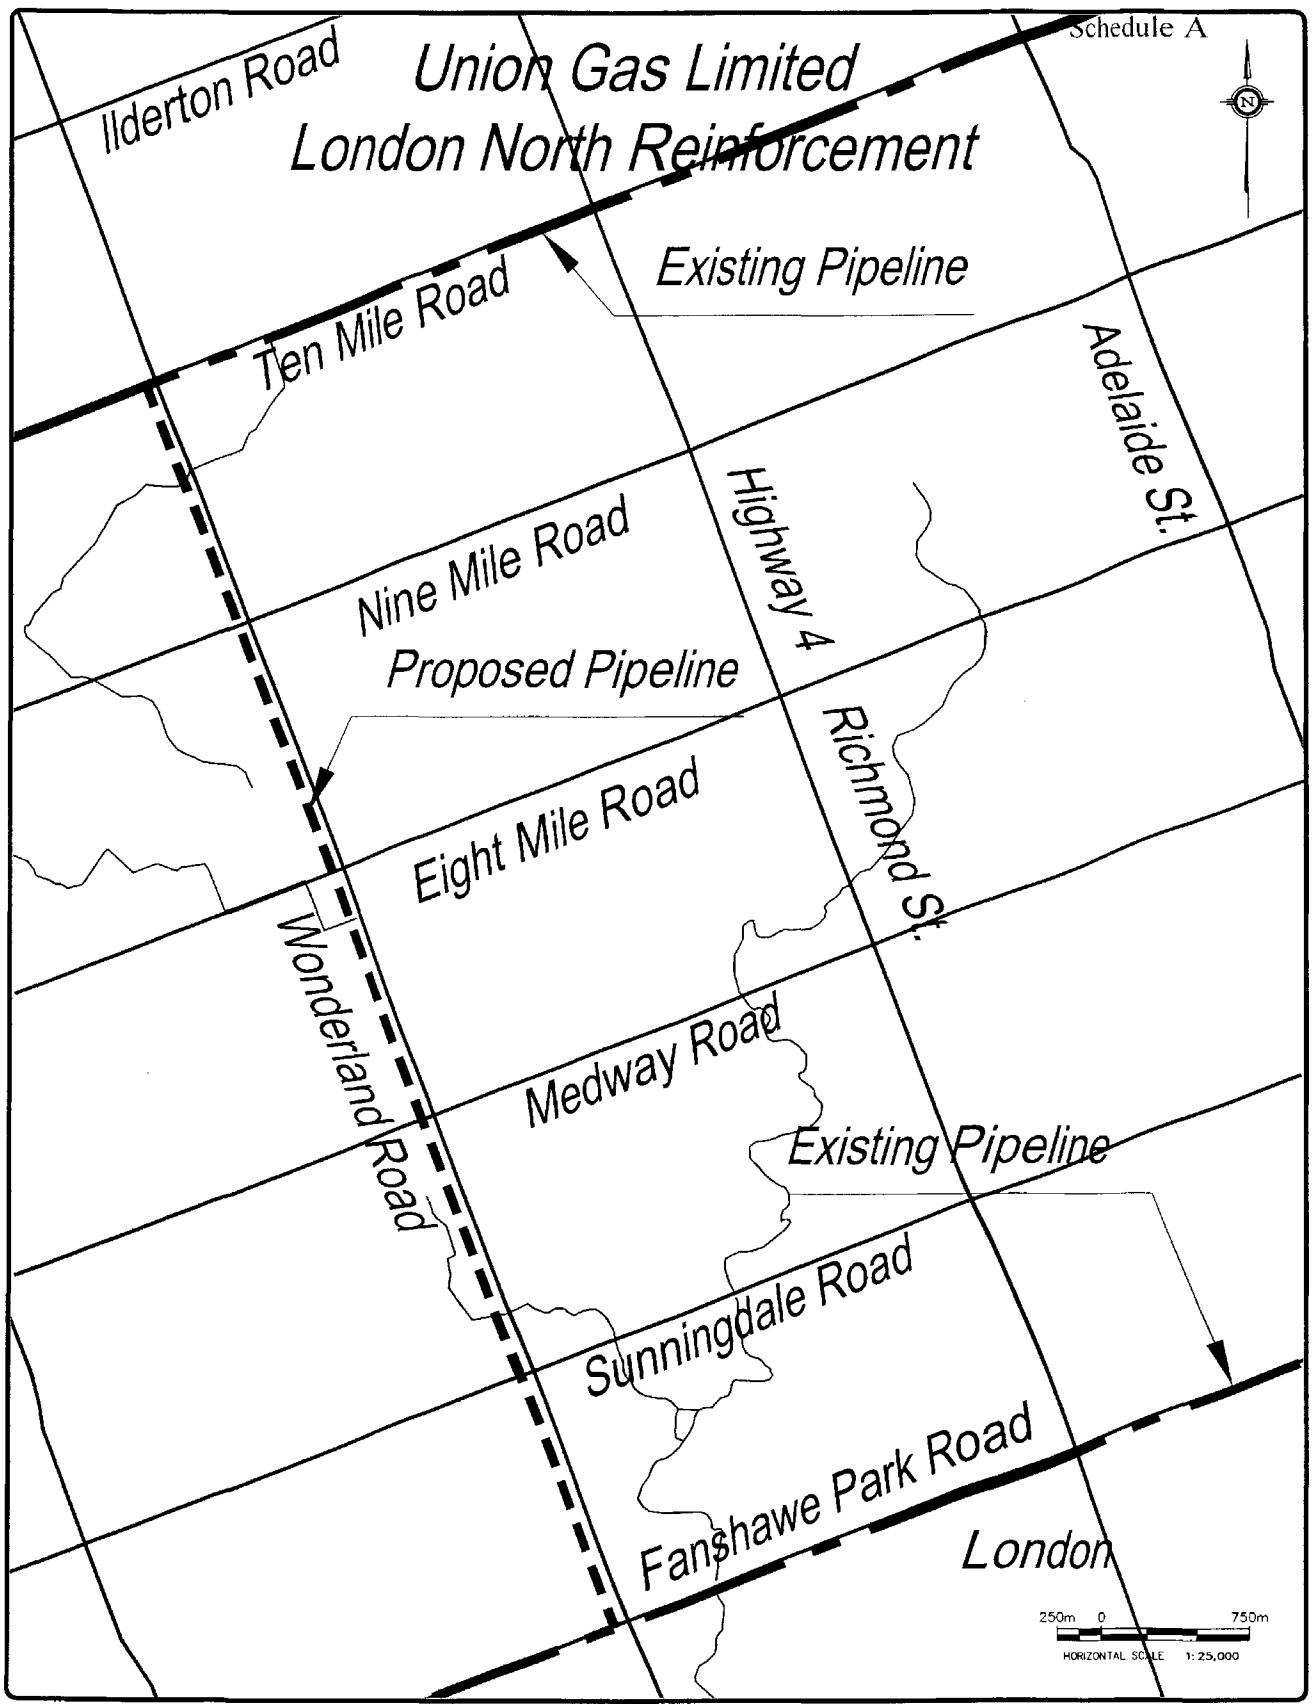 Schedule A
Union Gas Limited
London North Reinforcement
Ilderton Road
N
Existing Pipeline
Ten Mile Road
Adelaide St.
Highway 4
Nine Mile Road
Proposed Pipeline
Richmond St.
Eight Mile Road
Wonderland Road
Medway Road
Existing Pipeline
Sunningdale Road
Fanshawe Park Road
London
250m 0 750m
HORIZONTAL SCALE 1:25,000